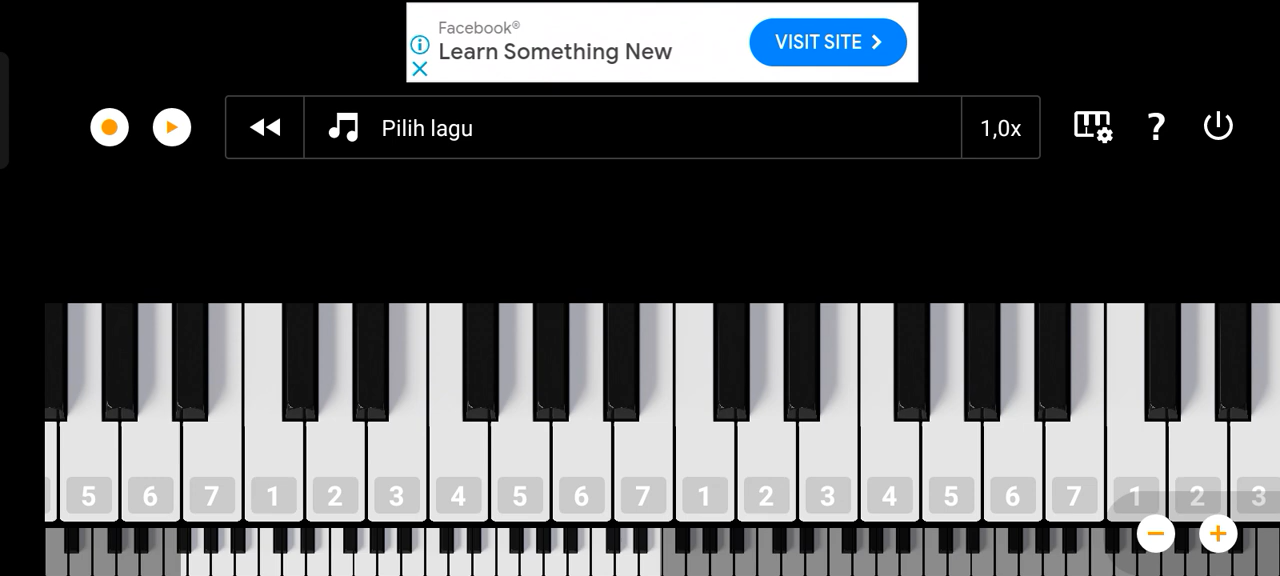 Facebook®
Learn Something New
VISIT SITE
Pilih lagu
1,0x
?
5 6 7 1 2 3 4 5 6 7 1 2 3 4 5 6 7 1 2 3